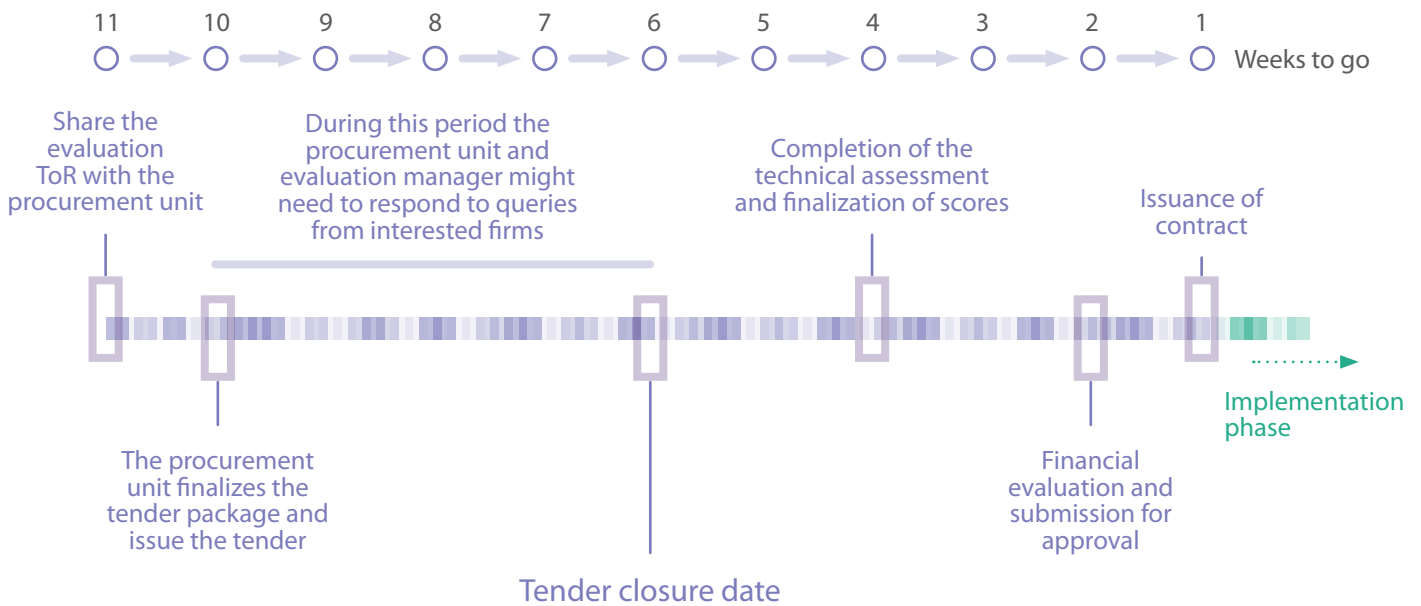 11 10 9 8 7 6 5 4 3 2 1
Weeks to go
Share the
evaluation
ToR with the
procurement unit
During this period the
procurement unit and
evaluation manager might
need to respond to queries
from interested firms
Completion of the
technical assessment
and finalization of scores
Issuance of
contract
The procurement
unit finalizes the
tender package and
issue the tender
Tender closure date
Financial
evaluation and
submission for
approval
Implementation
phase